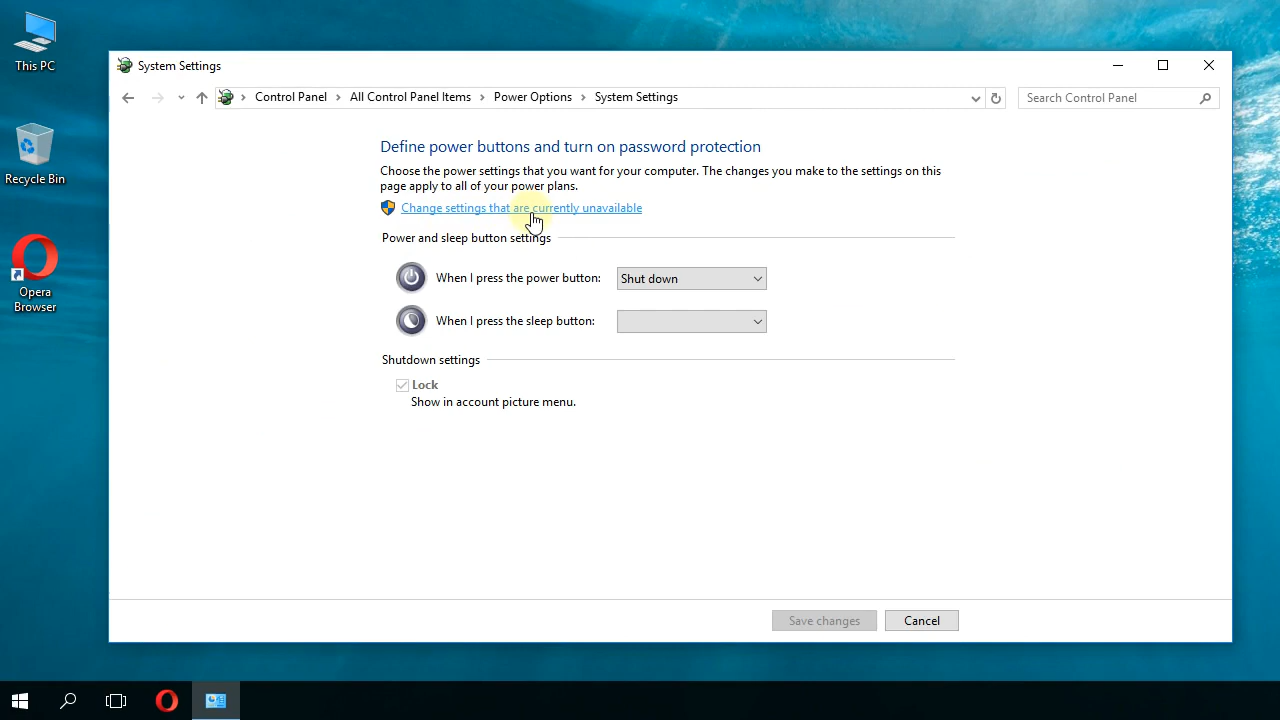 This PC
Recycle Bin
Opera
Browser
System Settings
Control Panel > All Control Panel Items > Power Options > System Settings
Search Control Panel
Define power buttons and turn on password protection
Choose the power settings that you want for your computer. The changes you make to the settings on this
page apply to all of your power plans.
Change settings that are currently unavailable
Power and sleep button settings
When I press the power button: Shut down
When I press the sleep button:
Shutdown settings
Lock
Show in account picture menu.
Save changes
Cancel